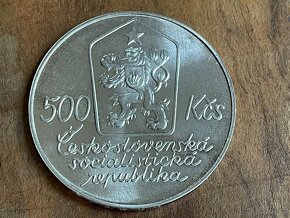 500 Kčs
Československá
socialistická
republika